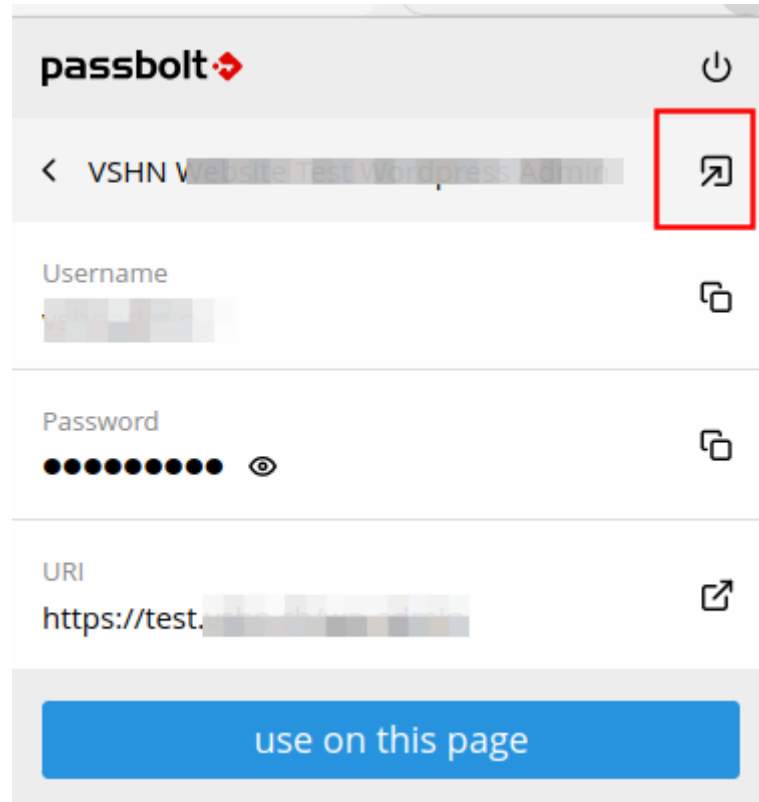 passbolt
VSHN
Username
Password
URI
https://test.
use on this page